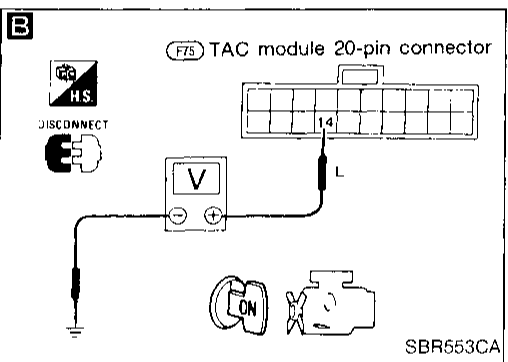 B
F75 TAC module 20-pin connector
H.S.
DISCONNECT
14
L
V
− +
ON
SBR553CA